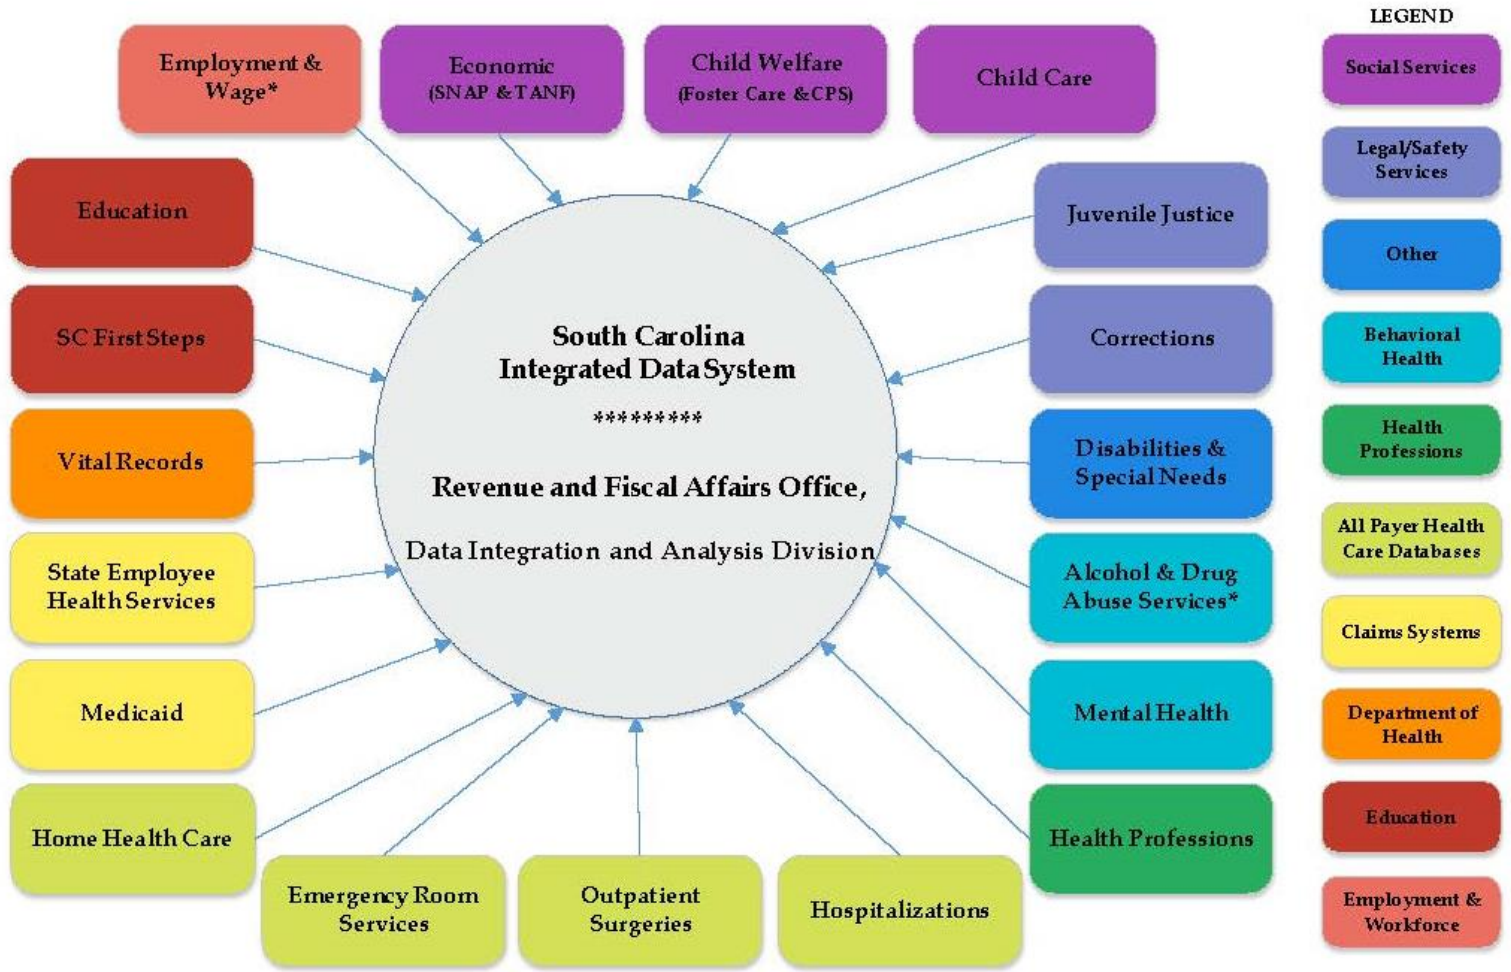 Employment &
Wage*
Economic
(SNAP & TANF)
Child Welfare
(Foster Care & CPS)
Child Care
Education
SC First Steps
Vital Records
State Employee
Health Services
Medicaid
Home Health Care
Emergency Room
Services
Outpatient
Surgeries
Hospitalizations
South Carolina
Integrated Data System
*********
Revenue and Fiscal Affairs Office,
Data Integration and Analysis Division
Juvenile Justice
Corrections
Disabilities &
Special Needs
Alcohol & Drug
Abuse Services*
Mental Health
Health Professions
LEGEND
Social Services
Legal/Safety
Services
Other
Behavioral
Health
Health
Professions
All Payer Health
Care Databases
Claims Systems
Department of
Health
Education
Employment &
Workforce